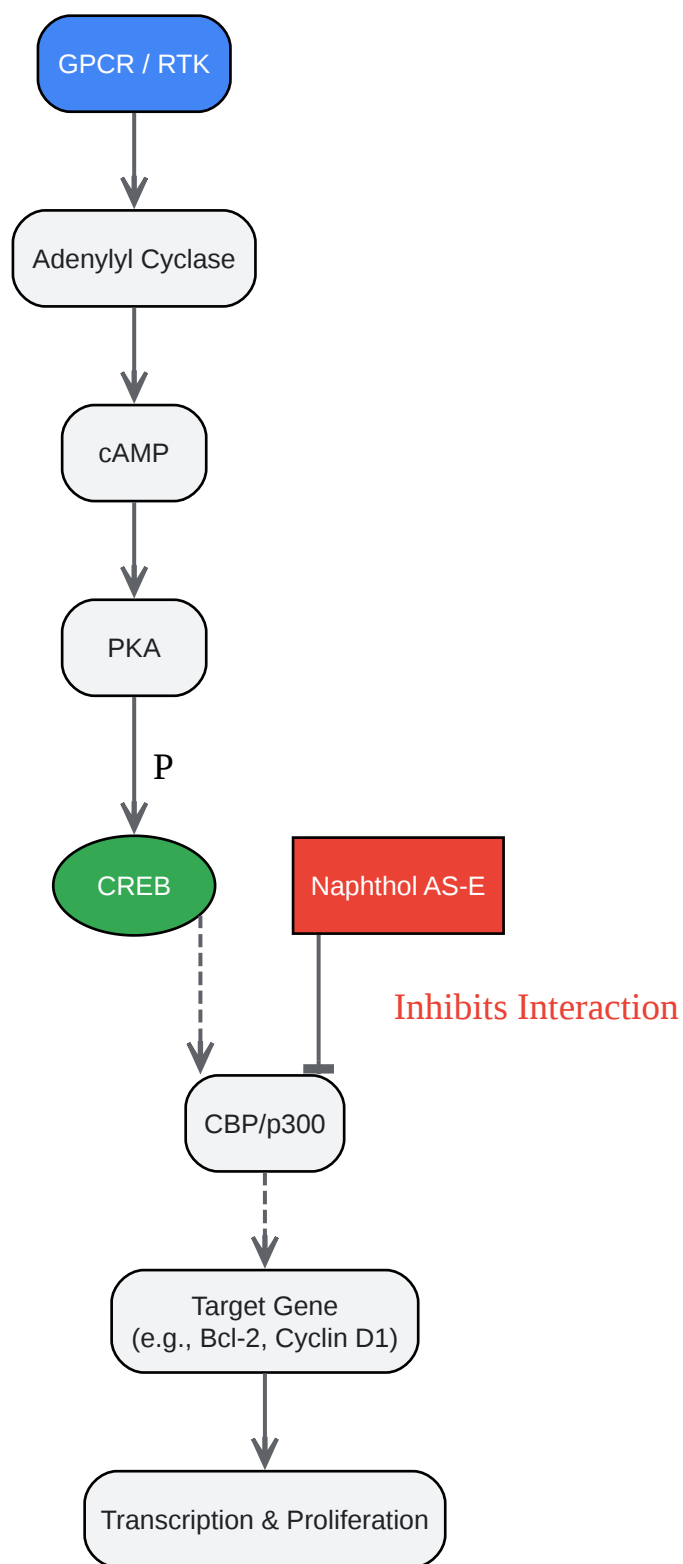 GPCR / RTK
Adenylyl Cyclase
cAMP
PKA
P
CREB
Naphthol AS-E
Inhibits Interaction
CBP/p300
Target Gene
(e.g., Bcl-2, Cyclin D1)
Transcription & Proliferation